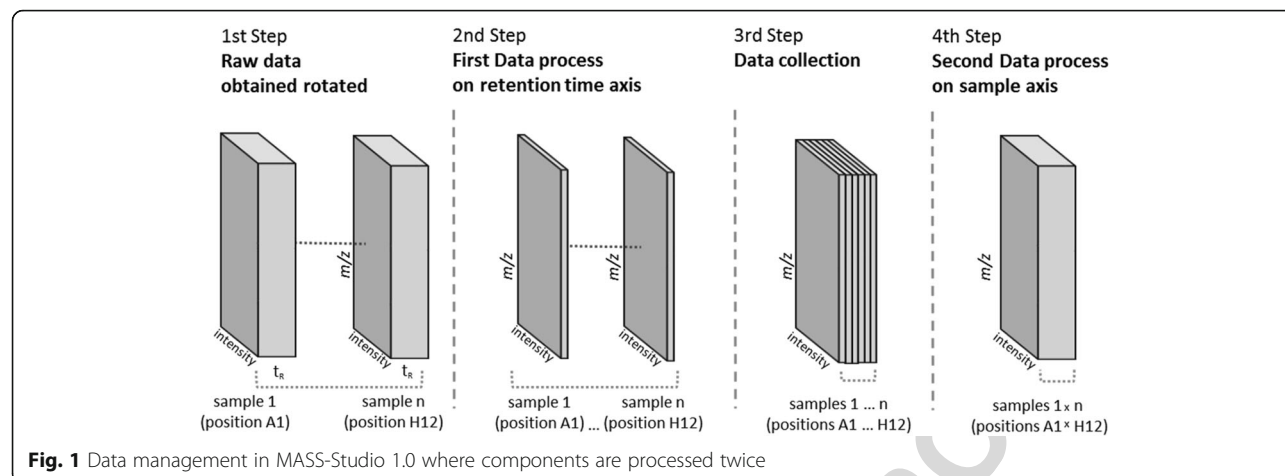 1st Step
Raw data
obtained rotated
2nd Step
First Data process
on retention time axis
3rd Step
Data collection
4th Step
Second Data process
on sample axis
m/z
intensity
tR
intensity
tR
sample 1
(position A1)
sample n
(position H12)
m/z
intensity
m/z
intensity
sample 1
(position A1) ...
sample n
(position H12)
m/z
intensity
samples 1 ... n
(positions A1 ... H12)
m/z
intensity
samples 1 x n
(positions A1 x H12)
Fig. 1 Data management in MASS-Studio 1.0 where components are processed twice